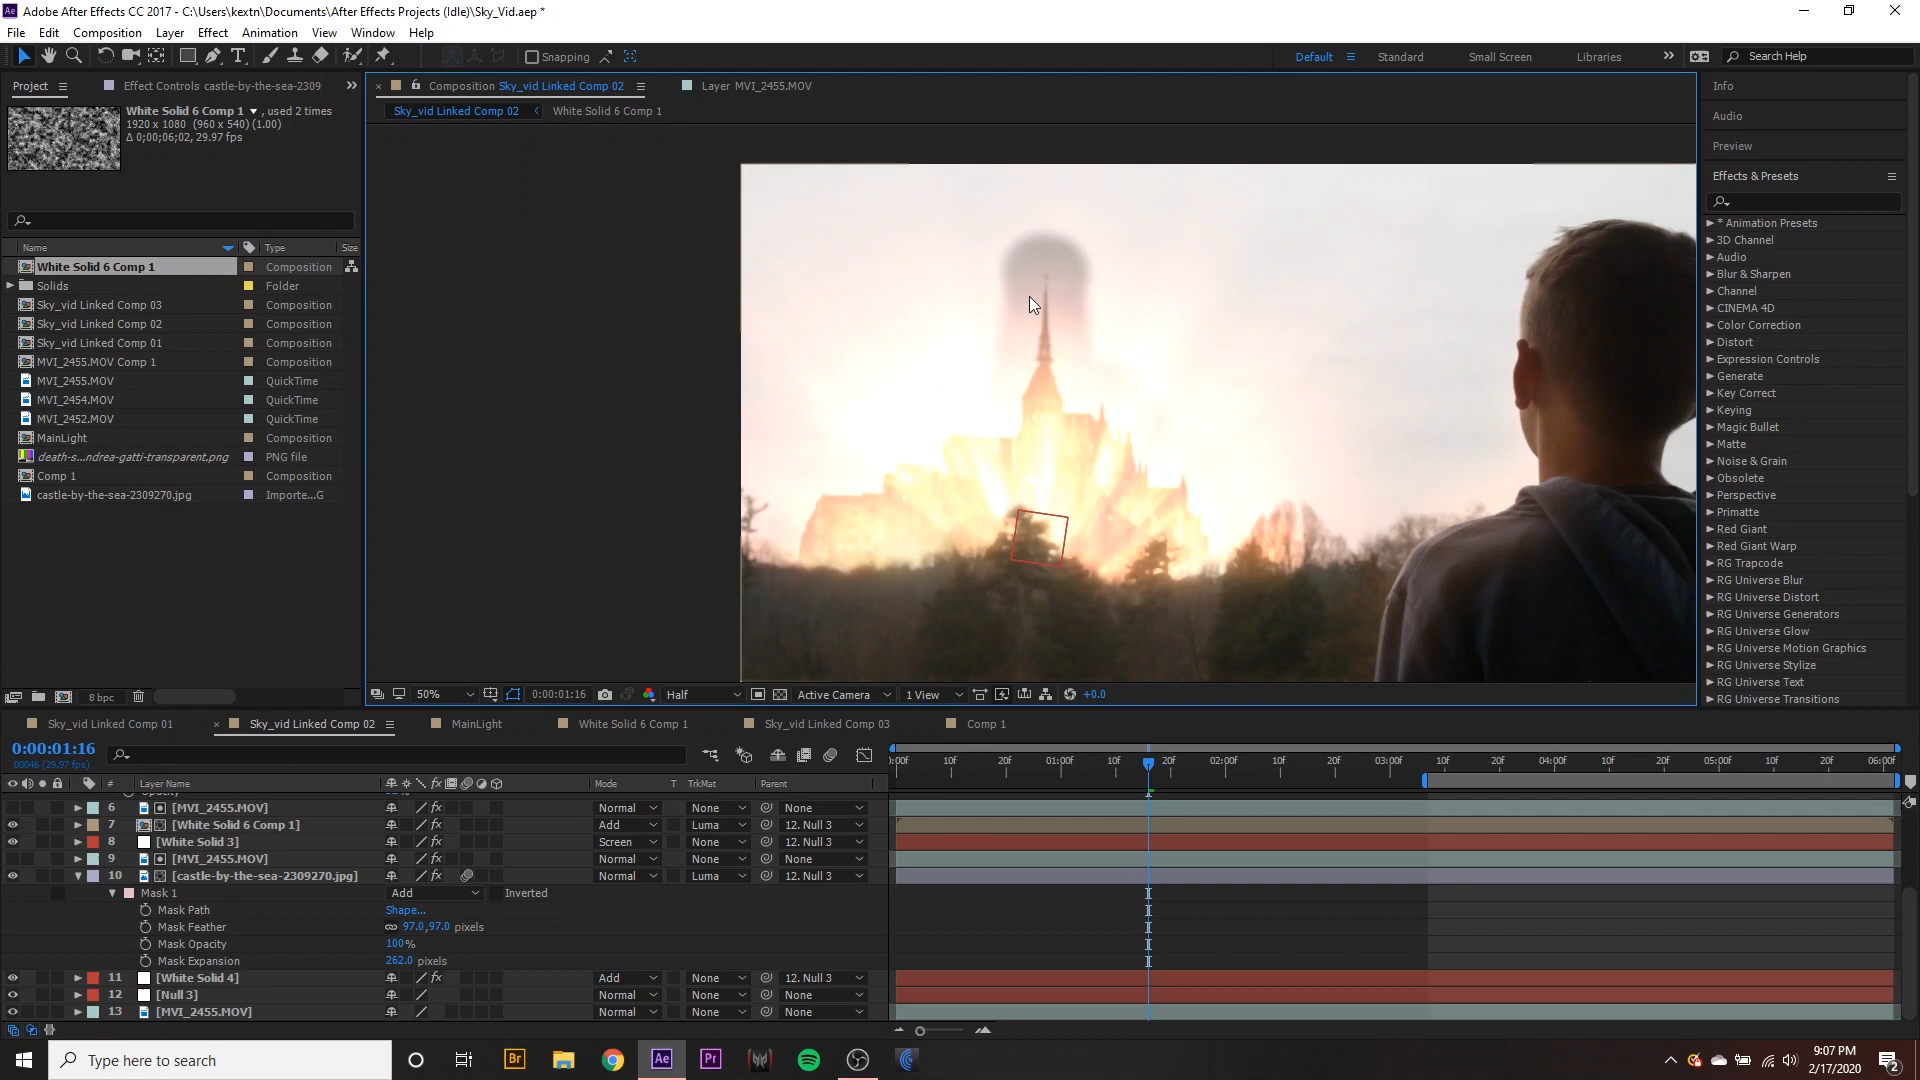 Adobe After Effects CC 2017 - C:\Users\kextn\Documents\After Effects Projects (Idle)\Sky_Vid.aep *
File Edit Composition Layer Effect Animation View Window Help
Snapping
Default Standard Small Screen Libraries Search Help
Project Effect Controls castle-by-the-sea-2309
Composition Sky_vid Linked Comp 02 Layer MVI_2455.MOV
Sky_vid Linked Comp 02 White Solid 6 Comp 1
White Solid 6 Comp 1 , used 2 times
1920 x 1080 (960 x 540) (1.00)
Δ 0;00;06;02, 29.97 fps
Name Type Size
White Solid 6 Comp 1 Composition
Solids Folder
Sky_vid Linked Comp 03 Composition
Sky_vid Linked Comp 02 Composition
Sky_vid Linked Comp 01 Composition
MVI_2455.MOV Comp 1 Composition
MVI_2455.MOV QuickTime
MVI_2454.MOV QuickTime
MVI_2452.MOV QuickTime
MainLight Composition
death-s...ndrea-gatti-transparent.png PNG file
Comp 1 Composition
castle-by-the-sea-2309270.jpg Importe...G
8 bpc
50% 0:00:01:16 Half Active Camera 1 View +0.0
Info
Audio
Preview
Effects & Presets
* Animation Presets
3D Channel
Audio
Blur & Sharpen
Channel
CINEMA 4D
Color Correction
Distort
Expression Controls
Generate
Key Correct
Keying
Magic Bullet
Matte
Noise & Grain
Obsolete
Perspective
Primatte
Red Giant
Red Giant Warp
RG Trapcode
RG Universe Blur
RG Universe Distort
RG Universe Generators
RG Universe Glow
RG Universe Motion Graphics
RG Universe Stylize
RG Universe Text
RG Universe Transitions
Sky_vid Linked Comp 01 Sky_vid Linked Comp 02 MainLight White Solid 6 Comp 1 Sky_vid Linked Comp 03 Comp 1
0:00:01:16
00046 (29.97 fps)
:00f 10f 20f 01:00f 10f 20f 02:00f 10f 20f 03:00f 10f 20f 04:00f 10f 20f 05:00f 10f 20f 06:00f
# Layer Name Mode T TrkMat Parent
6 [MVI_2455.MOV] Normal None None
7 [White Solid 6 Comp 1] Add Luma 12. Null 3
8 [White Solid 3] Screen None 12. Null 3
9 [MVI_2455.MOV] Normal None None
10 [castle-by-the-sea-2309270.jpg] Normal Luma 12. Null 3
Mask 1 Add Inverted
Mask Path Shape...
Mask Feather 97.0,97.0 pixels
Mask Opacity 100%
Mask Expansion 262.0 pixels
11 [White Solid 4] Add None 12. Null 3
12 [Null 3] Normal None None
13 [MVI_2455.MOV] Normal None None
Type here to search
Br
Ae
Pr
9:07 PM
2/17/2020
2